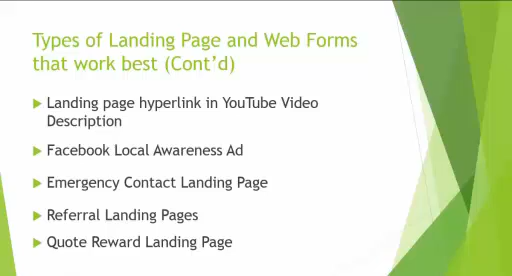 Types of Landing Page and Web Forms
that work best (Cont’d)
Landing page hyperlink in YouTube Video
Description
Facebook Local Awareness Ad
Emergency Contact Landing Page
Referral Landing Pages
Quote Reward Landing Page